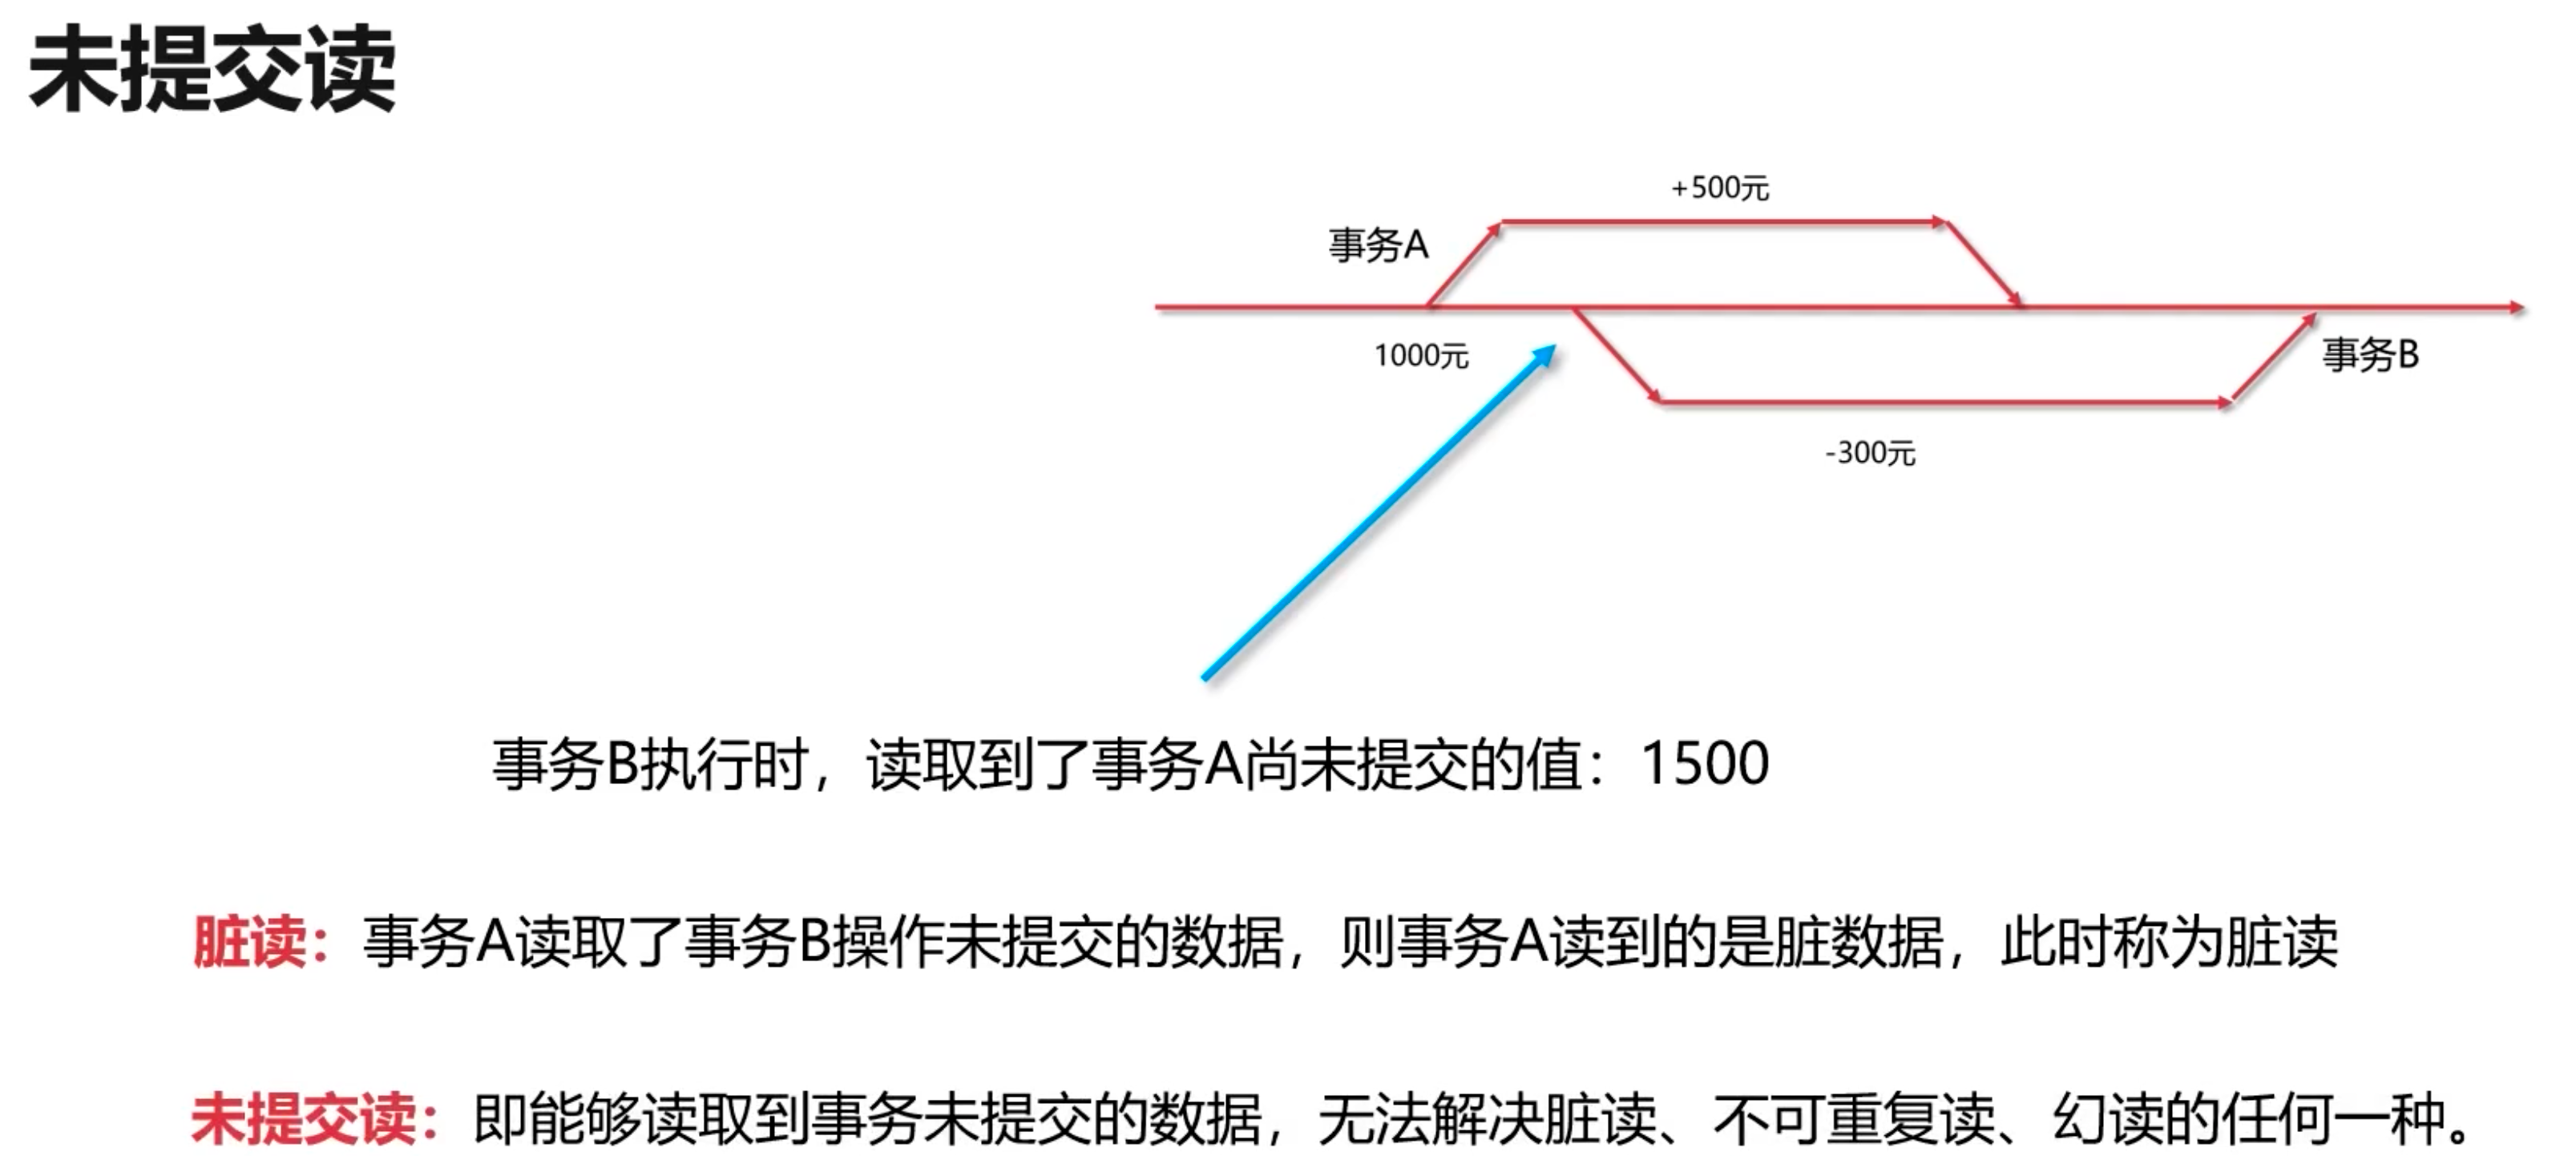 未提交读
+500元
事务A
1000元
事务B
-300元
事务B执行时，读取到了事务A尚未提交的值：1500
脏读：事务A读取了事务B操作未提交的数据，则事务A读到的是脏数据，此时称为脏读
未提交读：即能够读取到事务未提交的数据，无法解决脏读、不可重复读、幻读的任何一种。